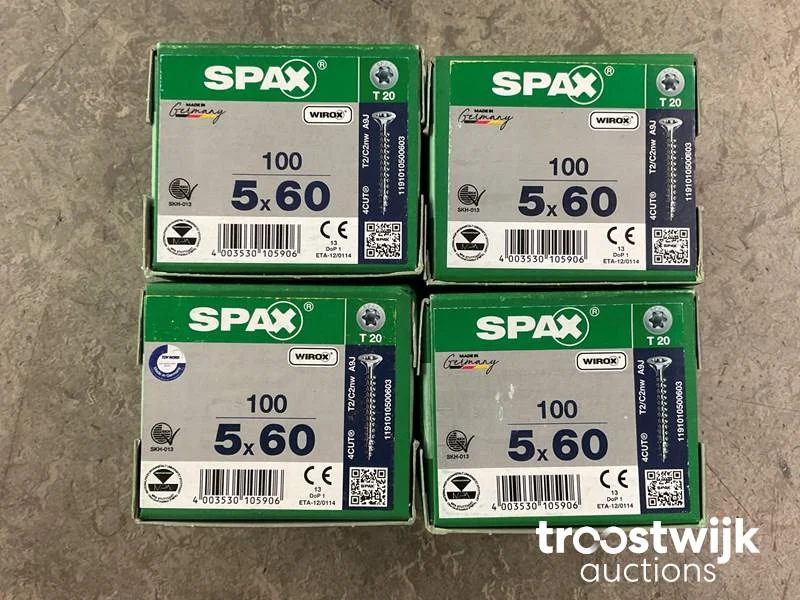 SPAX®
T 20
MADE IN
Germany
WIROX®
100
5x60
SKH-013
4CUT® T2/C2nw A9J
1191010500603
4 003530 105906
CE
13
DoP 1
ETA-12/0114
SPAX®
T 20
MADE IN
Germany
WIROX®
100
5x60
SKH-013
4CUT® T2/C2nw A9J
1191010500603
4 003530 105906
CE
13
DoP 1
ETA-12/0114
SPAX®
T 20
TÜV NORD
WIROX®
100
5x60
SKH-013
4CUT® T2/C2nw A9J
1191010500603
4 003530 105906
CE
13
DoP 1
ETA-12/0114
SPAX®
T 20
MADE IN
Germany
WIROX®
100
5x60
SKH-013
4CUT® T2/C2nw A9J
1191010500603
4 003530 105906
CE
13
DoP 1
ETA-12/0114
troostwijk
auctions